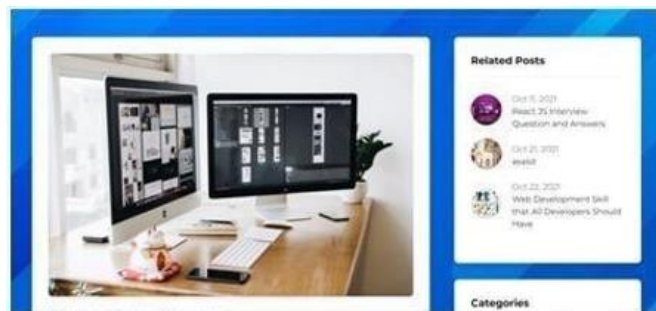 Related Posts
Oct 11, 2021
React JS Interview
Question and Answers
Oct 21, 2021
Oct 22, 2021
Web Development Skill
that All Developers Should
Have
Categories